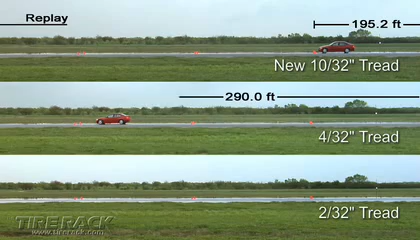 Replay
195.2 ft
New 10/32" Tread
290.0 ft
4/32" Tread
TIRERACK
www.tirerack.com
2/32" Tread